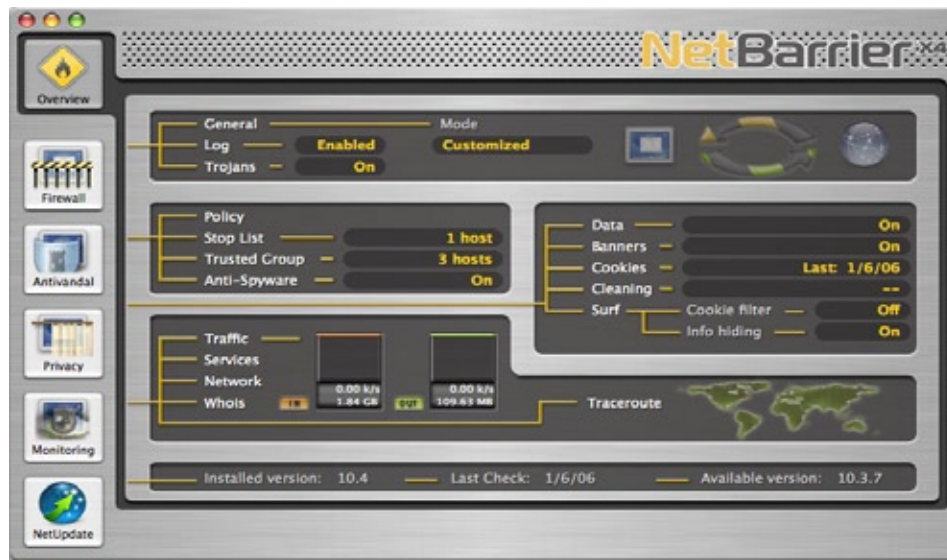 NetBarrier X4
Overview
Firewall
Antivandal
Privacy
Monitoring
NetUpdate
General Mode
Log Enabled Customized
Trojans On
Policy
Stop List 1 host
Trusted Group 3 hosts
Anti-Spyware On
Data On
Banners On
Cookies Last: 1/6/06
Cleaning --
Surf Cookie filter Off
Info hiding On
Traffic
Services
Network
Whois
IN
0.00 k/s
1.84 GB
OUT
0.00 k/s
109.63 MB
Traceroute
Installed version: 10.4 Last Check: 1/6/06 Available version: 10.3.7